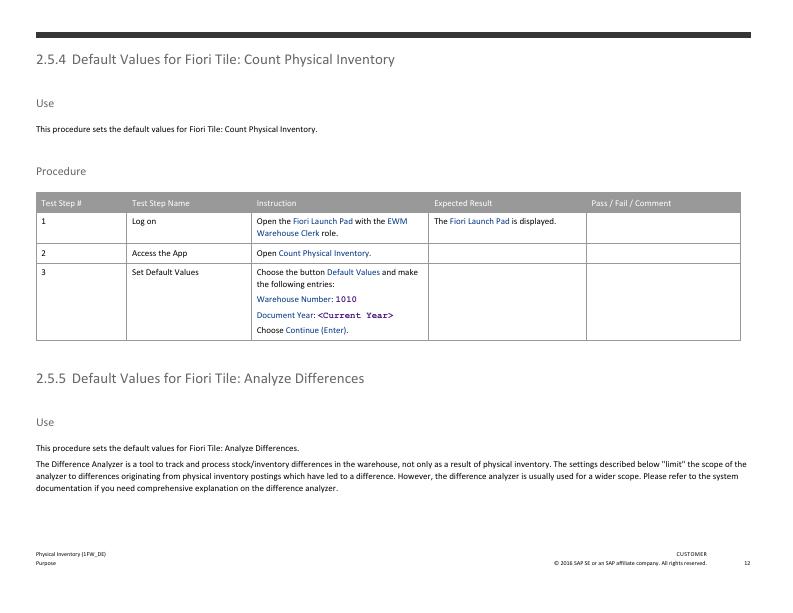 2.5.4 Default Values for Fiori Tile: Count Physical Inventory
Use
This procedure sets the default values for Fiori Tile: Count Physical Inventory.
Procedure
Test Step # Test Step Name Instruction Expected Result Pass / Fail / Comment
1 Log on Open the Fiori Launch Pad with the EWM The Fiori Launch Pad is displayed.
Warehouse Clerk role.
2 Access the App Open Count Physical Inventory.
3 Set Default Values Choose the button Default Values and make
the following entries:
Warehouse Number: 1010
Document Year: <Current Year>
Choose Continue (Enter).
2.5.5 Default Values for Fiori Tile: Analyze Differences
Use
This procedure sets the default values for Fiori Tile: Analyze Differences.
The Difference Analyzer is a tool to track and process stock/inventory differences in the warehouse, not only as a result of physical inventory. The settings described below "limit" the scope of the
analyzer to differences originating from physical inventory postings which have led to a difference. However, the difference analyzer is usually used for a wider scope. Please refer to the system
documentation if you need comprehensive explanation on the difference analyzer.
Physical Inventory (1FW_DE) CUSTOMER
Purpose © 2016 SAP SE or an SAP affiliate company. All rights reserved. 12